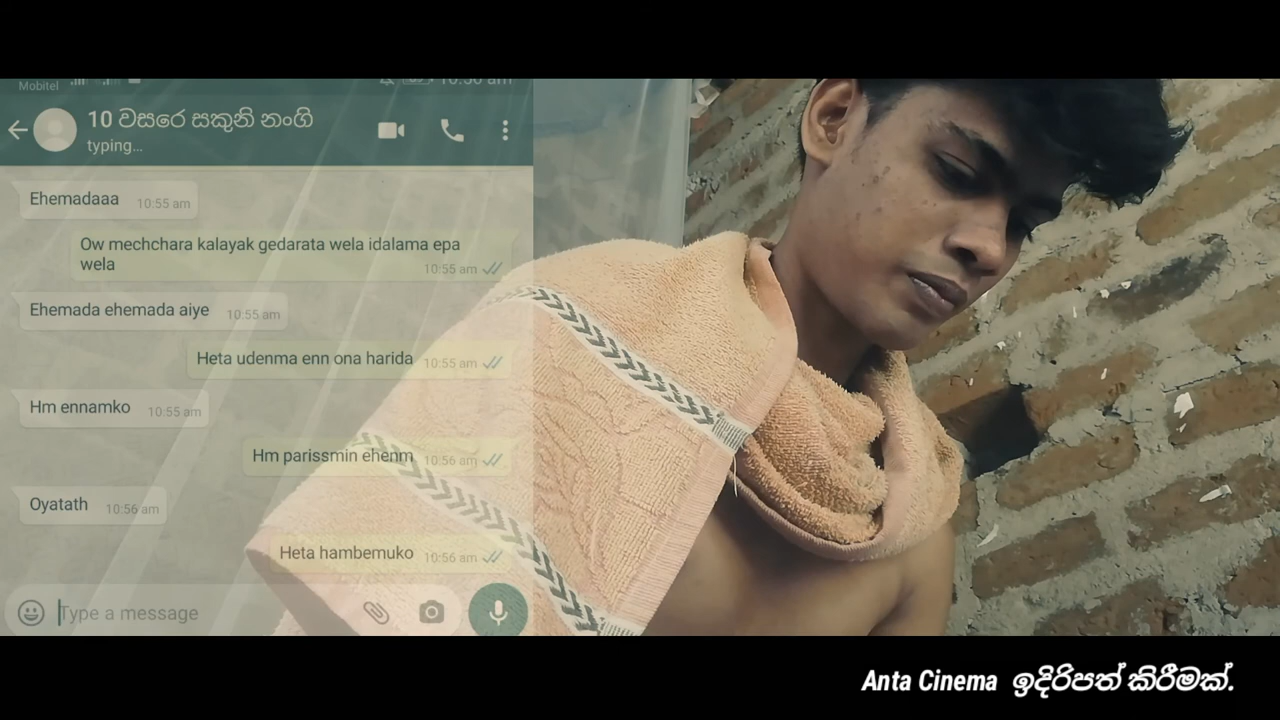 Mobitel
10:56 am
10 වසරෙ සකුනි නංගි
typing...
Ehemadaaa 10:55 am
Ow mechchara kalayak gedarata wela idalama epa
wela 10:55 am
Ehemada ehemada aiye 10:55 am
Heta udenma enn ona harida 10:55 am
Hm ennamko 10:55 am
Hm parissmin ehenm 10:56 am
Oyatath 10:56 am
Heta hambemuko 10:56 am
Type a message
Anta Cinema ඉදිරිපත් කිරීමක්.